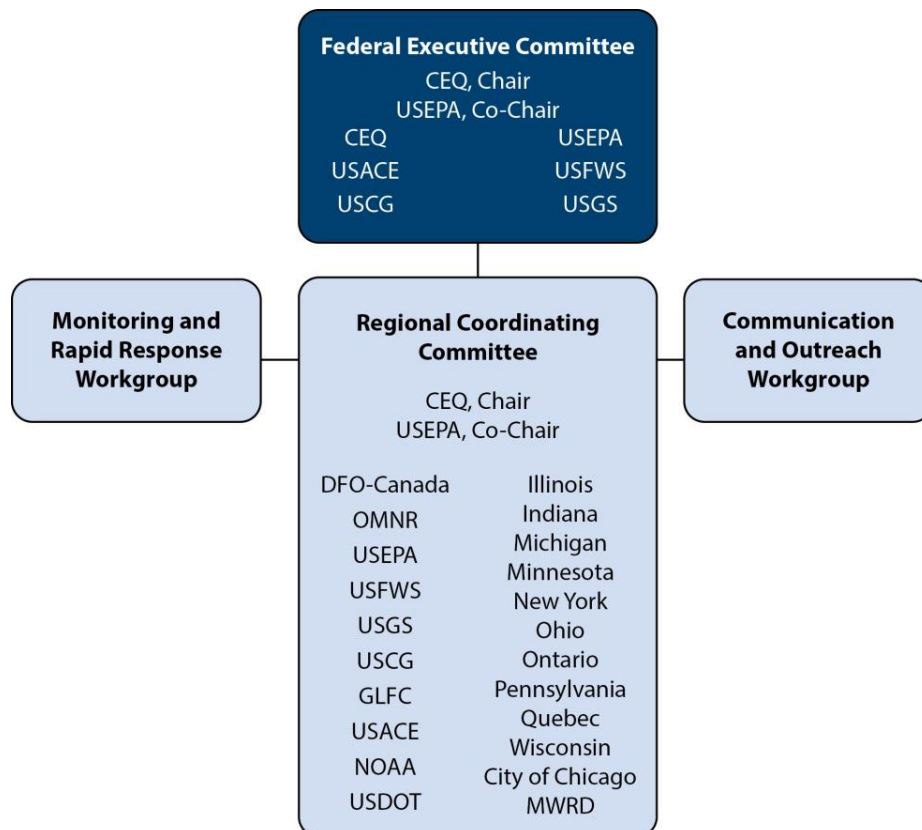 Federal Executive Committee
CEQ, Chair
USEPA, Co-Chair
CEQ
USACE
USCG
USEPA
USFWS
USGS
Monitoring and
Rapid Response
Workgroup
Regional Coordinating
Committee
CEQ, Chair
USEPA, Co-Chair
DFO-Canada
OMNR
USEPA
USFWS
USGS
USCG
GLFC
USACE
NOAA
USDOT
Illinois
Indiana
Michigan
Minnesota
New York
Ohio
Ontario
Pennsylvania
Quebec
Wisconsin
City of Chicago
MWRD
Communication
and Outreach
Workgroup